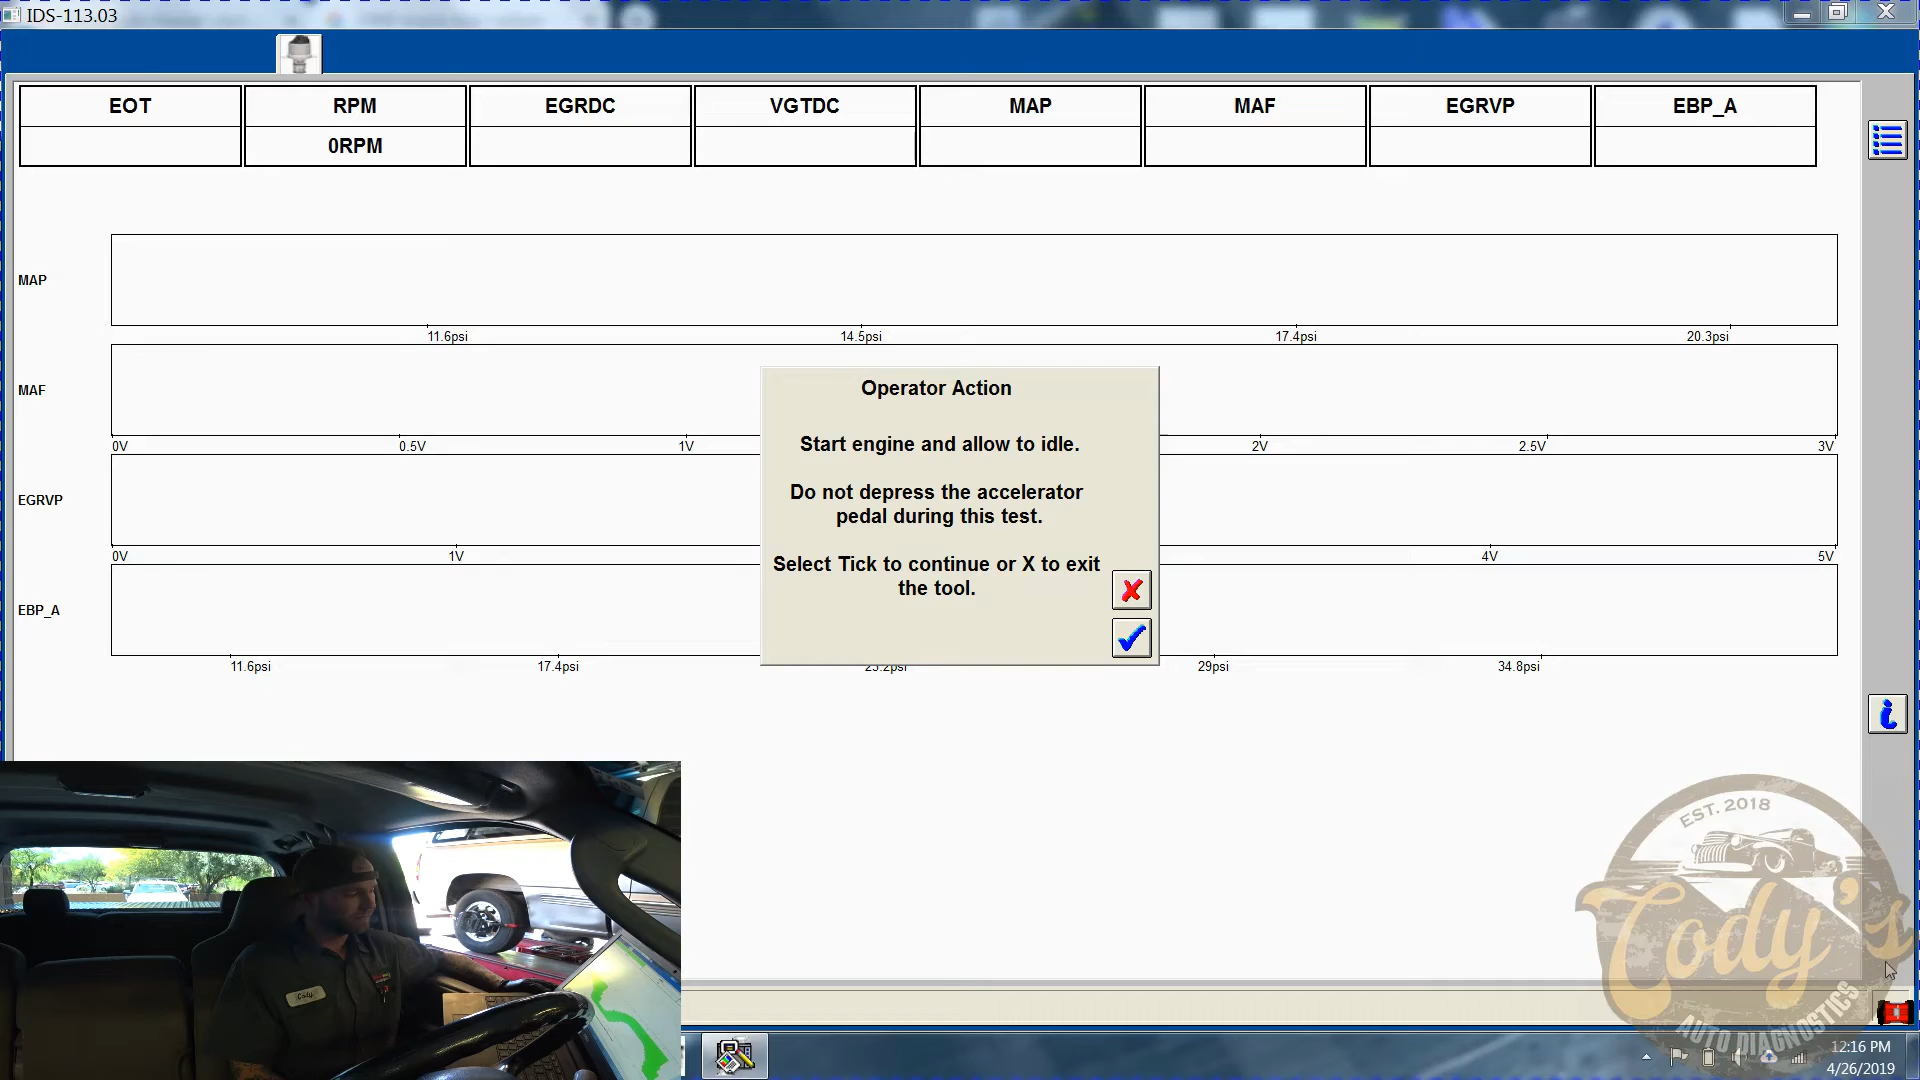 IDS-113.03
EOT RPM EGRDC VGTDC MAP MAF EGRVP EBP_A
0RPM
MAP
11.6psi 14.5psi 17.4psi 20.3psi
MAF
0V 0.5V 1V 2V 2.5V 3V
EGRVP
0V 1V 4V 5V
EBP_A
11.6psi 17.4psi 23.2psi 29psi 34.8psi
Operator Action
Start engine and allow to idle.
Do not depress the accelerator
pedal during this test.
Select Tick to continue or X to exit
the tool.
EST. 2018
Cody's
AUTO DIAGNOSTICS
Cody
12:16 PM
4/26/2019